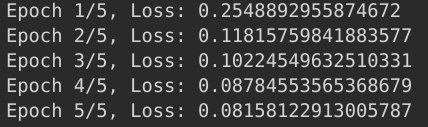 Epoch 1/5, Loss: 0.2548892955874672
Epoch 2/5, Loss: 0.11815759841883577
Epoch 3/5, Loss: 0.10224549632510331
Epoch 4/5, Loss: 0.08784553565368679
Epoch 5/5, Loss: 0.08158122913005787